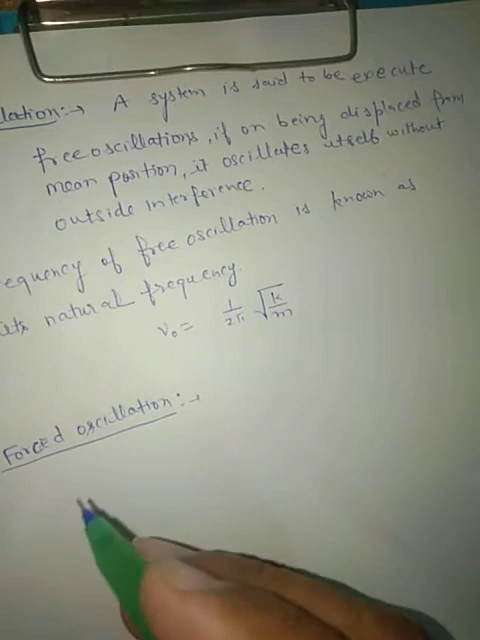 llation:→ A system is said to be execute
free oscillations, if on being displaced from
mean position, it oscillates itself without
outside interference.
equency of free oscillation is known as
its natural frequency.
ν₀ = 1/2π √k/m
Forced oscillation:→